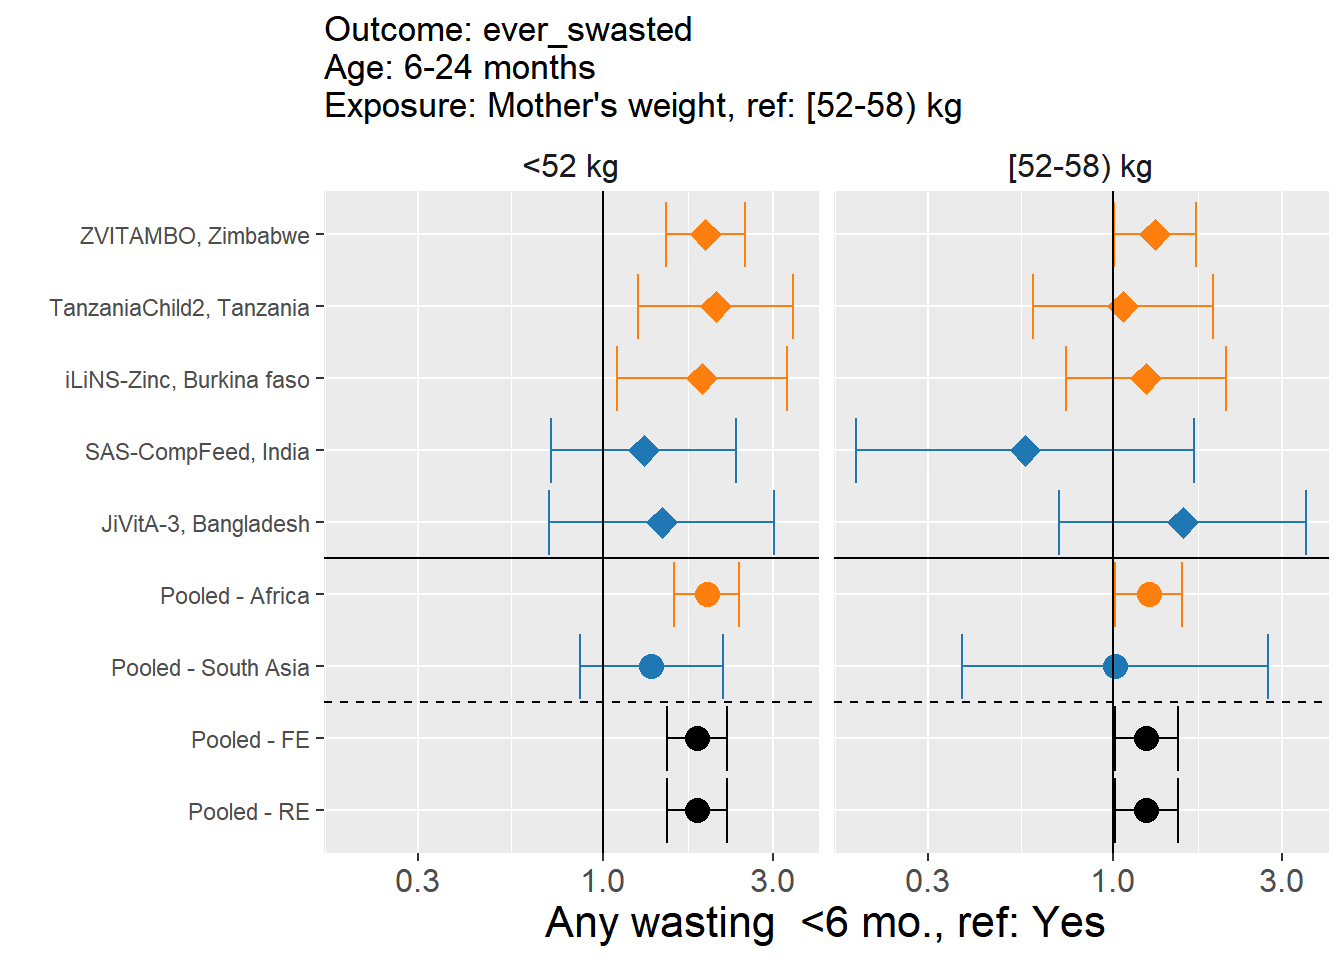 Outcome: ever_swasted
Age: 6-24 months
Exposure: Mother's weight, ref: [52-58) kg
<52 kg
[52-58) kg
ZVITAMBO, Zimbabwe
TanzaniaChild2, Tanzania
iLiNS-Zinc, Burkina faso
SAS-CompFeed, India
JiVitA-3, Bangladesh
Pooled - Africa
Pooled - South Asia
Pooled - FE
Pooled - RE
0.3 1.0 3.0 0.3 1.0 3.0
Any wasting  <6 mo., ref: Yes